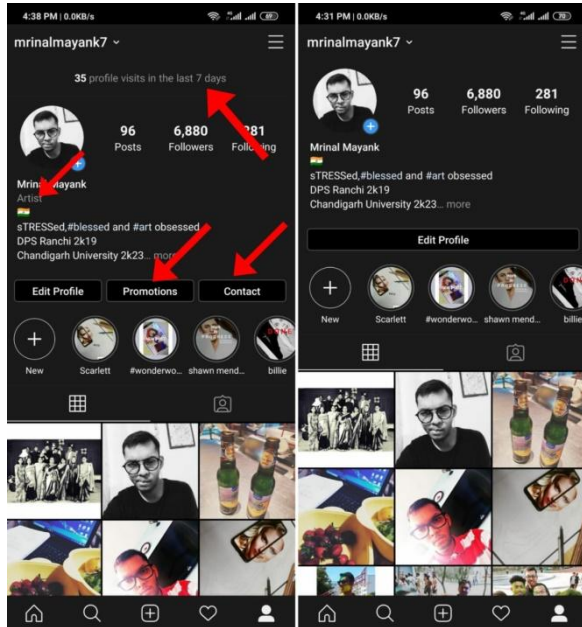 4:38 PM | 0.0KB/s
69
mrinalmayank7
35 profile visits in the last 7 days
96 6,880 281
Posts Followers Following
Mrinal Mayank
Artist
sTRESSed,#blessed and #art obsessed
DPS Ranchi 2k19
Chandigarh University 2k23... more
Edit Profile Promotions Contact
New Scarlett #wonderwo... shawn mend... billie
4:31 PM | 0.0KB/s
70
mrinalmayank7
96 6,880 281
Posts Followers Following
Mrinal Mayank
sTRESSed,#blessed and #art obsessed
DPS Ranchi 2k19
Chandigarh University 2k23... more
Edit Profile
New Scarlett #wonderwo... shawn mend... billie